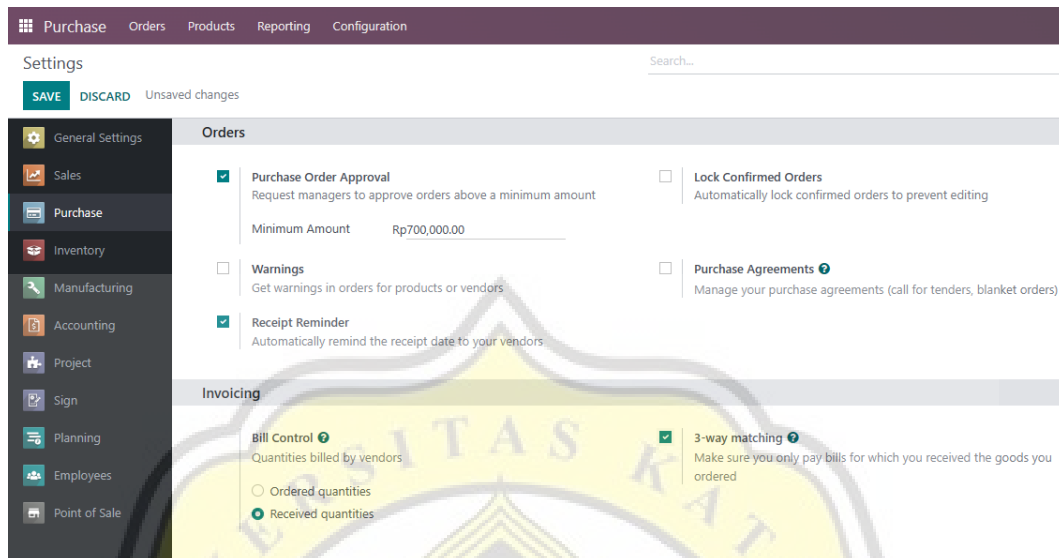 Purchase Orders Products Reporting Configuration
Settings
Search...
SAVE DISCARD Unsaved changes
General Settings
Sales
Purchase
Inventory
Manufacturing
Accounting
Project
Sign
Planning
Employees
Point of Sale
Orders
Purchase Order Approval
Request managers to approve orders above a minimum amount
Minimum Amount Rp700,000.00
Lock Confirmed Orders
Automatically lock confirmed orders to prevent editing
Warnings
Get warnings in orders for products or vendors
Purchase Agreements ?
Manage your purchase agreements (call for tenders, blanket orders)
Receipt Reminder
Automatically remind the receipt date to your vendors
Invoicing
Bill Control ?
Quantities billed by vendors
Ordered quantities
Received quantities
3-way matching ?
Make sure you only pay bills for which you received the goods you
ordered
ERSITAS KAT